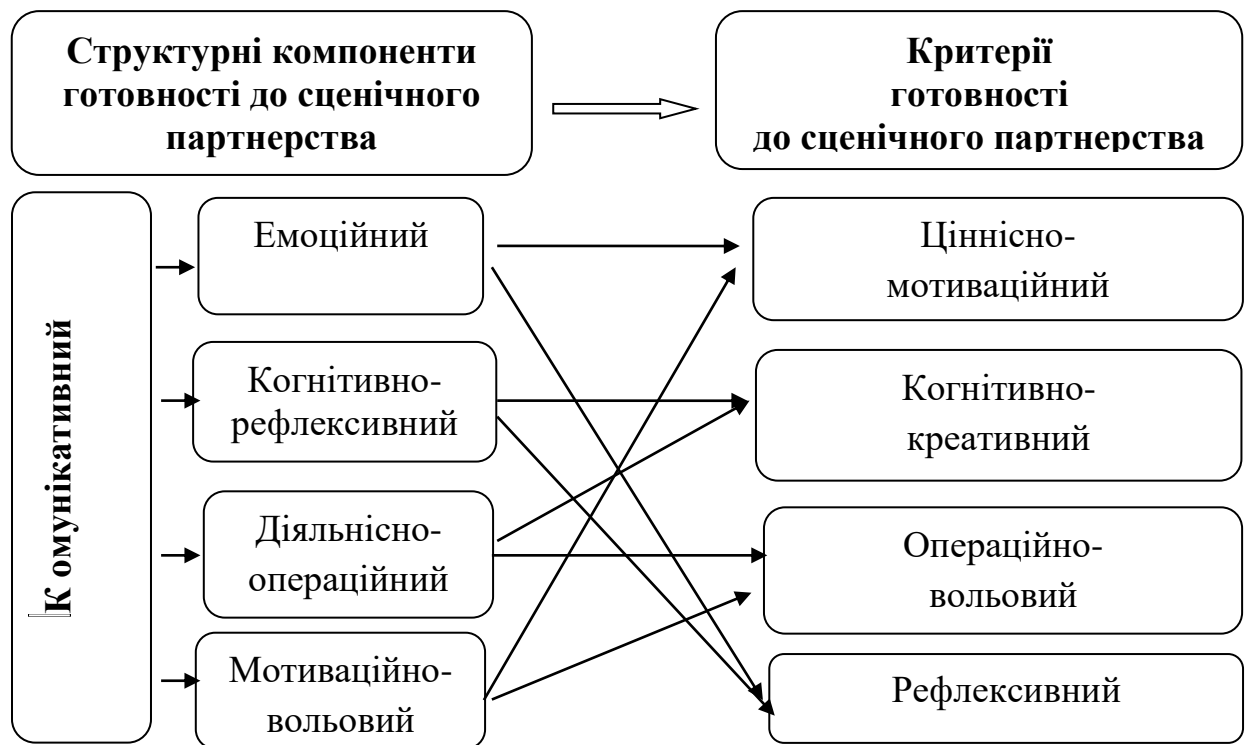 Структурні компоненти
готовності до сценічного
партнерства
Критерії
готовності
до сценічного партнерства
К омунікативний
Емоційний
Когнітивно-
рефлексивний
Діяльнісно-
операційний
Мотиваційно-
вольовий
Ціннісно-
мотиваційний
Когнітивно-
креативний
Операційно-
вольовий
Рефлексивний